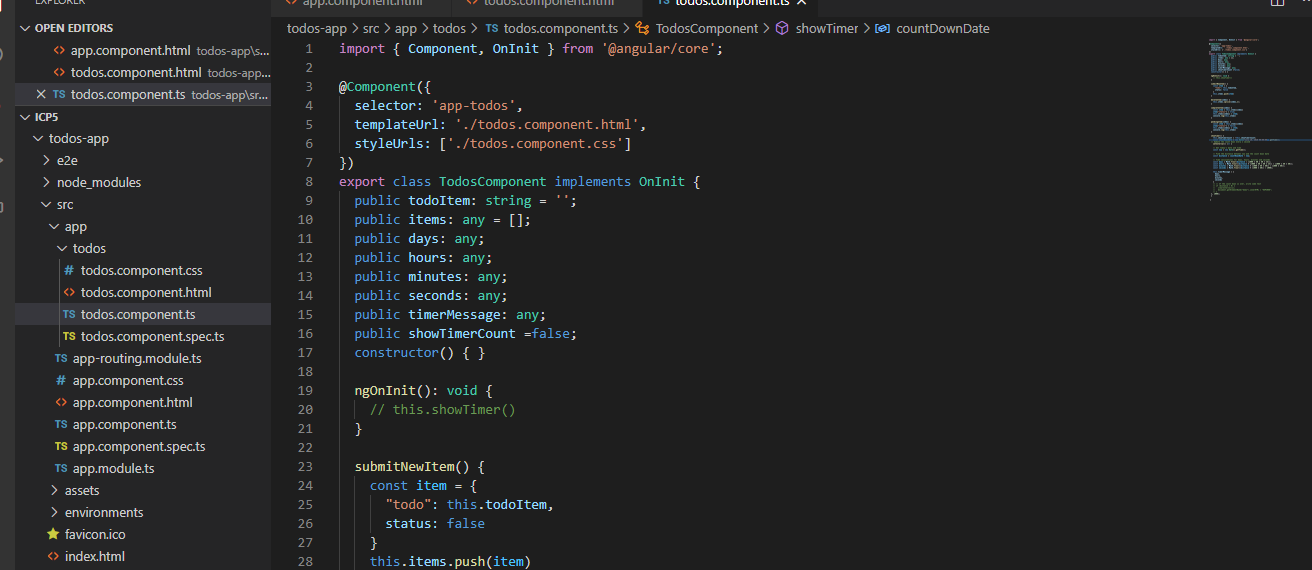 EXPLORER
app.component.html
todos.component.html
TS todos.component.ts
OPEN EDITORS
app.component.html todos-app\s...
todos.component.html todos-app...
TS todos.component.ts todos-app\sr...
ICP5
todos-app
e2e
node_modules
src
app
todos
# todos.component.css
<> todos.component.html
TS todos.component.ts
TS todos.component.spec.ts
TS app-routing.module.ts
# app.component.css
<> app.component.html
TS app.component.ts
TS app.component.spec.ts
TS app.module.ts
assets
environments
favicon.ico
<> index.html
todos-app > src > app > todos > TS todos.component.ts > TodosComponent > showTimer > countDownDate
1 import { Component, OnInit } from '@angular/core';
2
3 @Component({
4   selector: 'app-todos',
5   templateUrl: './todos.component.html',
6   styleUrls: ['./todos.component.css']
7 })
8 export class TodosComponent implements OnInit {
9   public todoItem: string = '';
10   public items: any = [];
11   public days: any;
12   public hours: any;
13   public minutes: any;
14   public seconds: any;
15   public timerMessage: any;
16   public showTimerCount =false;
17   constructor() { }
18
19   ngOnInit(): void {
20     // this.showTimer()
21   }
22
23   submitNewItem() {
24     const item = {
25       "todo": this.todoItem,
26       status: false
27     }
28     this.items.push(item)